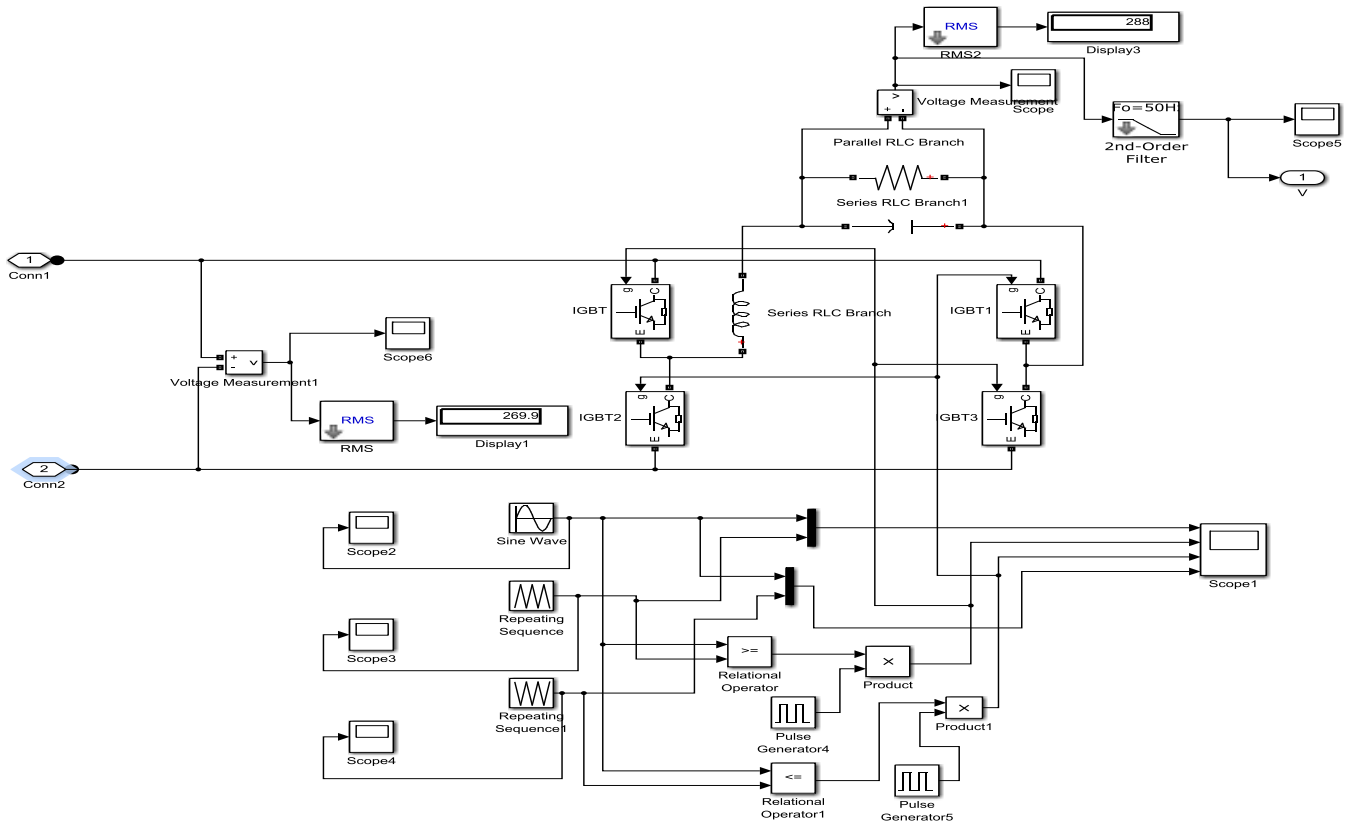 288
RMS
Display3
RMS2
Voltage Measurement
Scope
Fo=50H
2nd-Order
Filter
Scope5
Parallel RLC Branch
1
V
Series RLC Branch1
1
Conn1
g
C
E
IGBT
Series RLC Branch
g
C
E
IGBT1
Scope6
Voltage Measurement1
RMS
RMS
269.9
Display1
g
C
E
IGBT2
g
C
E
IGBT3
2
Conn2
Scope2
Sine Wave
Scope1
Repeating
Sequence
Scope3
>=
Relational
Operator
×
Product
Repeating
Sequence1
Pulse
Generator4
×
Product1
Scope4
<=
Relational
Operator1
Pulse
Generator5
+
-
v
+
-
v